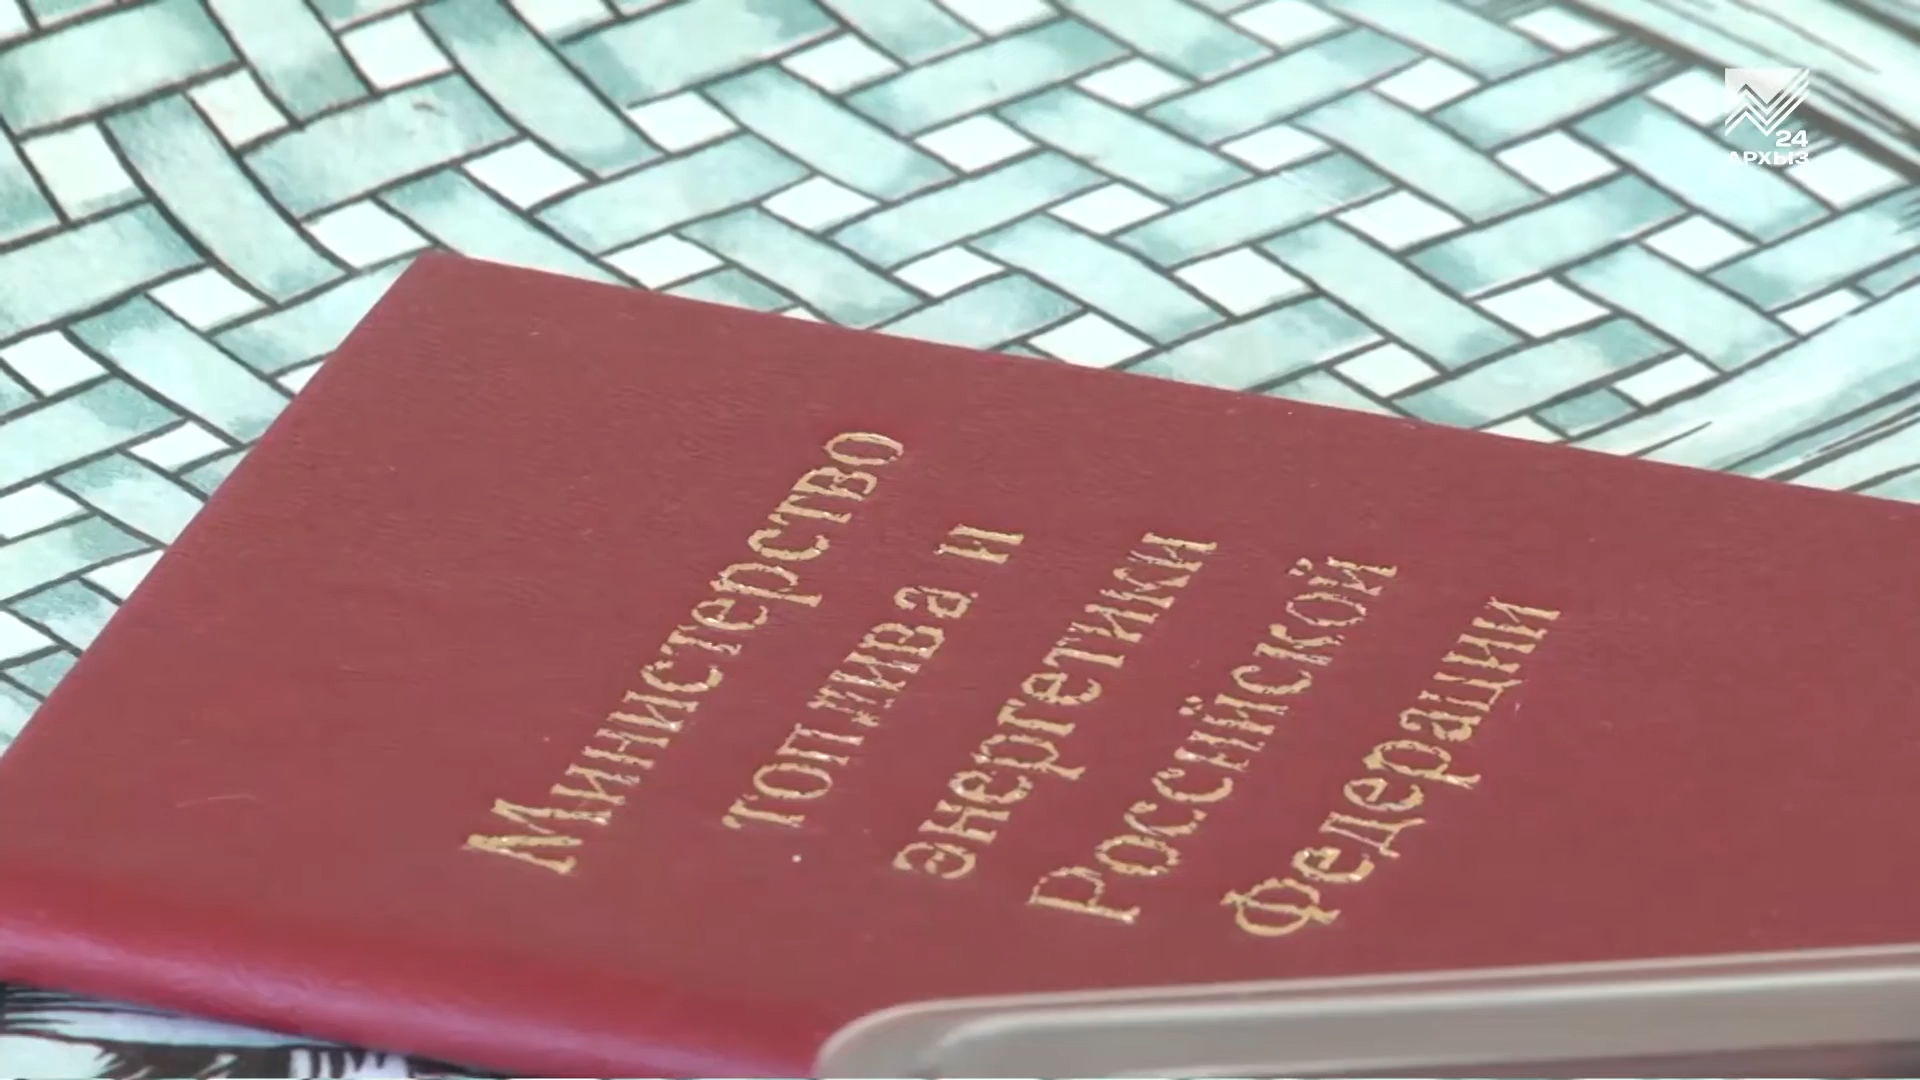 24
АРХЫЗ
Министерство
топлива и
энергетики
Российской
Федерации